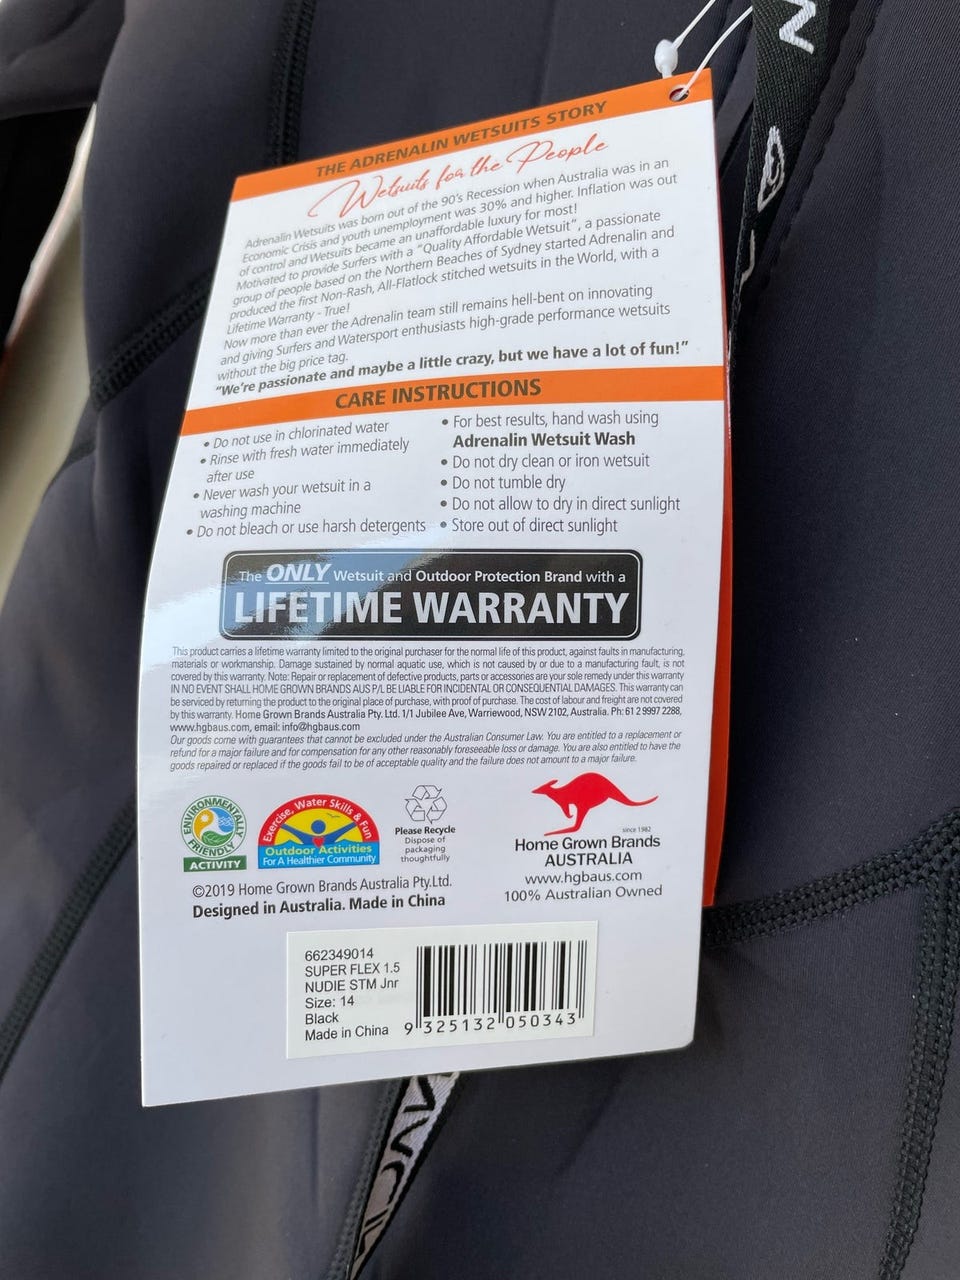 N
THE ADRENALIN WETSUITS STORY
Wetsuits for the People
Adrenalin Wetsuits was born out of the 90's Recession when Australia was in an
Economic Crisis and youth unemployment was 30% and higher. Inflation was out
of control and Wetsuits became an unaffordable luxury for most!
Motivated to provide Surfers with a "Quality Affordable Wetsuit", a passionate
group of people based on the Northern Beaches of Sydney started Adrenalin and
produced the first Non-Rash, All-Flatlock stitched wetsuits in the World, with a
Lifetime Warranty - True!
Now more than ever the Adrenalin team still remains hell-bent on innovating
and giving Surfers and Watersport enthusiasts high-grade performance wetsuits
without the big price tag.
"We're passionate and maybe a little crazy, but we have a lot of fun!"
CARE INSTRUCTIONS
• Do not use in chlorinated water
• Rinse with fresh water immediately
after use
• Never wash your wetsuit in a
washing machine
• Do not bleach or use harsh detergents
• For best results, hand wash using
Adrenalin Wetsuit Wash
• Do not dry clean or iron wetsuit
• Do not tumble dry
• Do not allow to dry in direct sunlight
• Store out of direct sunlight
The ONLY Wetsuit and Outdoor Protection Brand with a
LIFETIME WARRANTY
This product carries a lifetime warranty limited to the original purchaser for the normal life of this product, against faults in manufacturing,
materials or workmanship. Damage sustained by normal aquatic use, which is not caused by or due to a manufacturing fault, is not
covered by this warranty. Note: Repair or replacement of defective products, parts or accessories are your sole remedy under this warranty
IN NO EVENT SHALL HOME GROWN BRANDS AUS P/L BE LIABLE FOR INCIDENTAL OR CONSEQUENTIAL DAMAGES. This warranty can
be serviced by returning the product to the original place of purchase, with proof of purchase. The cost of labour and freight are not covered
by this warranty. Home Grown Brands Australia Pty. Ltd. 1/1 Jubilee Ave, Warriewood, NSW 2102, Australia. Ph: 61 2 9997 2288,
www.hgbaus.com, email: info@hgbaus.com
Our goods come with guarantees that cannot be excluded under the Australian Consumer Law. You are entitled to a replacement or
refund for a major failure and for compensation for any other reasonably foreseeable loss or damage. You are also entitled to have the
goods repaired or replaced if the goods fail to be of acceptable quality and the failure does not amount to a major failure.
ENVIRONMENTALLY
FRIENDLY
ACTIVITY
Exercise, Water Skills & Fun
Outdoor Activities
For A Healthier Community
Please Recycle
Dispose of
packaging
thoughtfully
since 1982
Home Grown Brands
AUSTRALIA
www.hgbaus.com
100% Australian Owned
©2019 Home Grown Brands Australia Pty.Ltd.
Designed in Australia. Made in China
662349014
SUPER FLEX 1.5
NUDIE STM Jnr
Size: 14
Black
Made in China
9 325132 050343